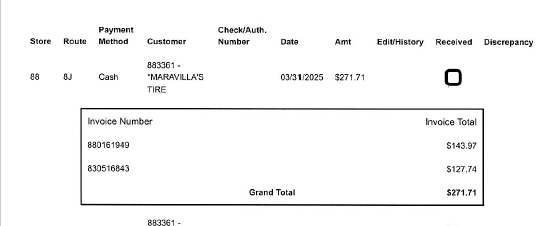 Store Route Payment Method Customer Check/Auth. Number Date Amt Edit/History Received Discrepancy
88 8J Cash 883361 - *MARAVILLA'S TIRE 03/31/2025 $271.71
Invoice Number Invoice Total
880161949 $143.97
830516843 $127.74
Grand Total $271.71
883361 -